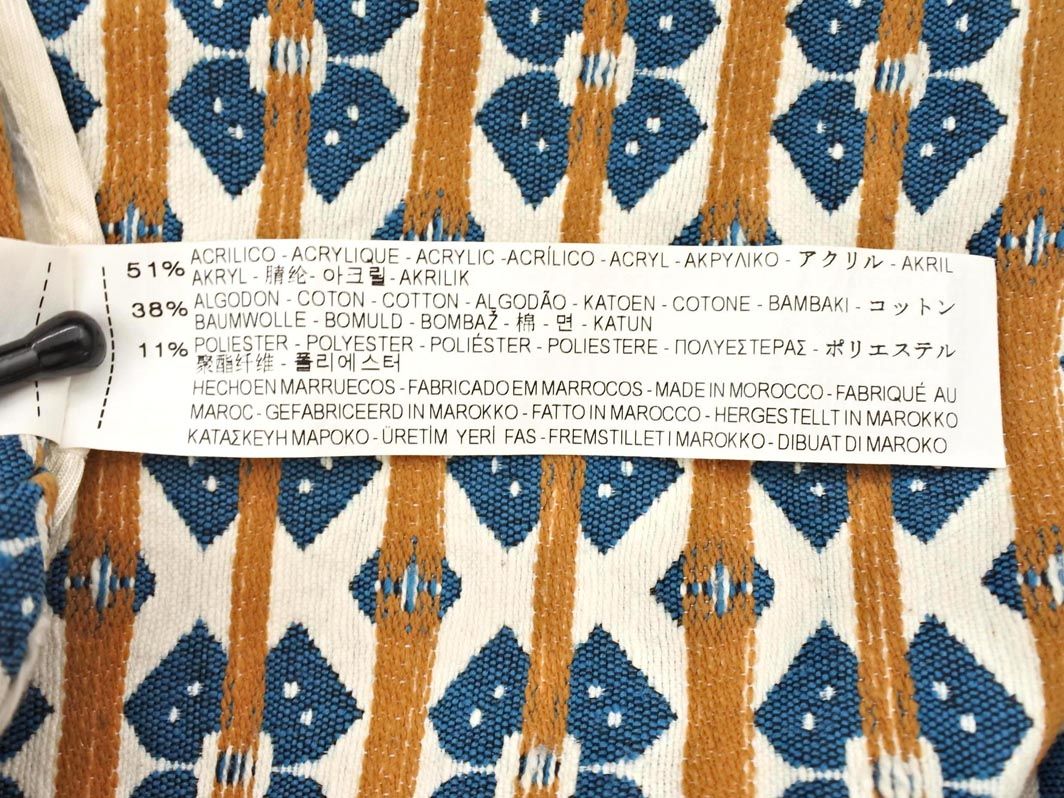 51% ACRILICO - ACRYLIQUE - ACRYLIC - ACRÍLICO - ACRYL - ΑΚΡΥΛΙΚΟ - アクリル - AKRIL
AKRYL - 腈纶 - 아크릴 - AKRILIK
38% ALGODON - COTON - COTTON - ALGODÃO - KATOEN - COTONE - BAMBAKI - コットン
BAUMWOLLE - BOMULD - BOMBAŽ - 棉 - 면 - KATUN
11% POLIESTER - POLYESTER - POLIÉSTER - POLIESTERE - ΠΟΛΥΕΣΤΕΡΑΣ - ポリエステル
聚酯纤维 - 폴리에스터
HECHO EN MARRUECOS - FABRICADO EM MARROCOS - MADE IN MOROCCO - FABRIQUÉ AU
MAROC - GEFABRICEERD IN MAROKKO - FATTO IN MAROCCO - HERGESTELLT IN MAROKKO
ΚΑΤΑΣΚΕΥΗ ΜΑΡΟΚΟ - ÜRETİM YERİ FAS - FREMSTILLET I MAROKKO - DIBUAT DI MAROKO